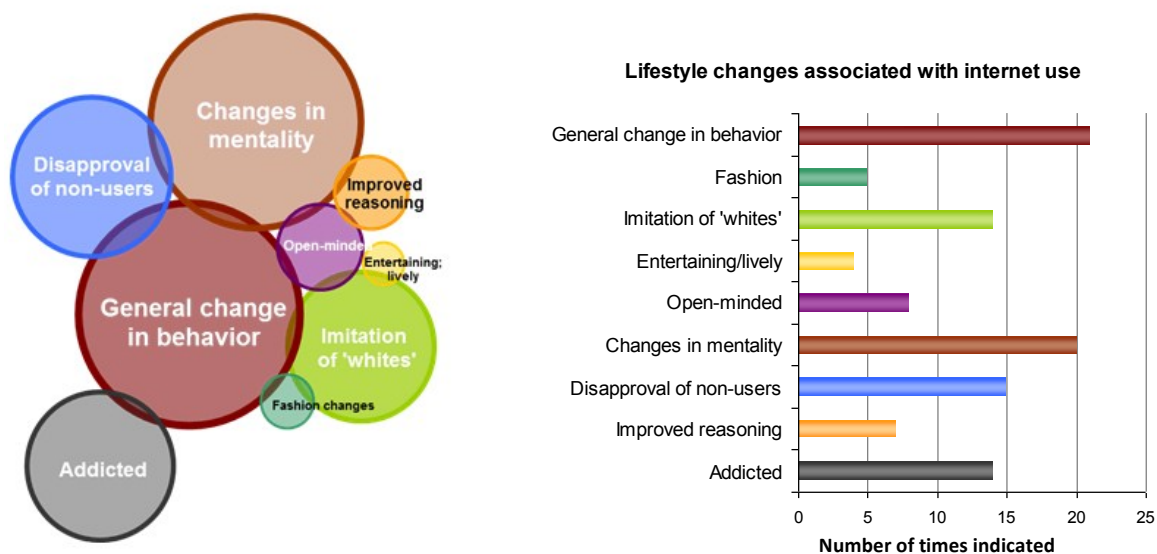 Changes in
mentality
Disapproval
of non-users
Improved
reasoning
Open-minded
Entertaining;
lively
General change
in behavior
Imitation
of 'whites'
Fashion changes
Addicted
Lifestyle changes associated with internet use
General change in behavior
Fashion
Imitation of 'whites'
Entertaining/lively
Open-minded
Changes in mentality
Disapproval of non-users
Improved reasoning
Addicted
0 5 10 15 20 25
Number of times indicated